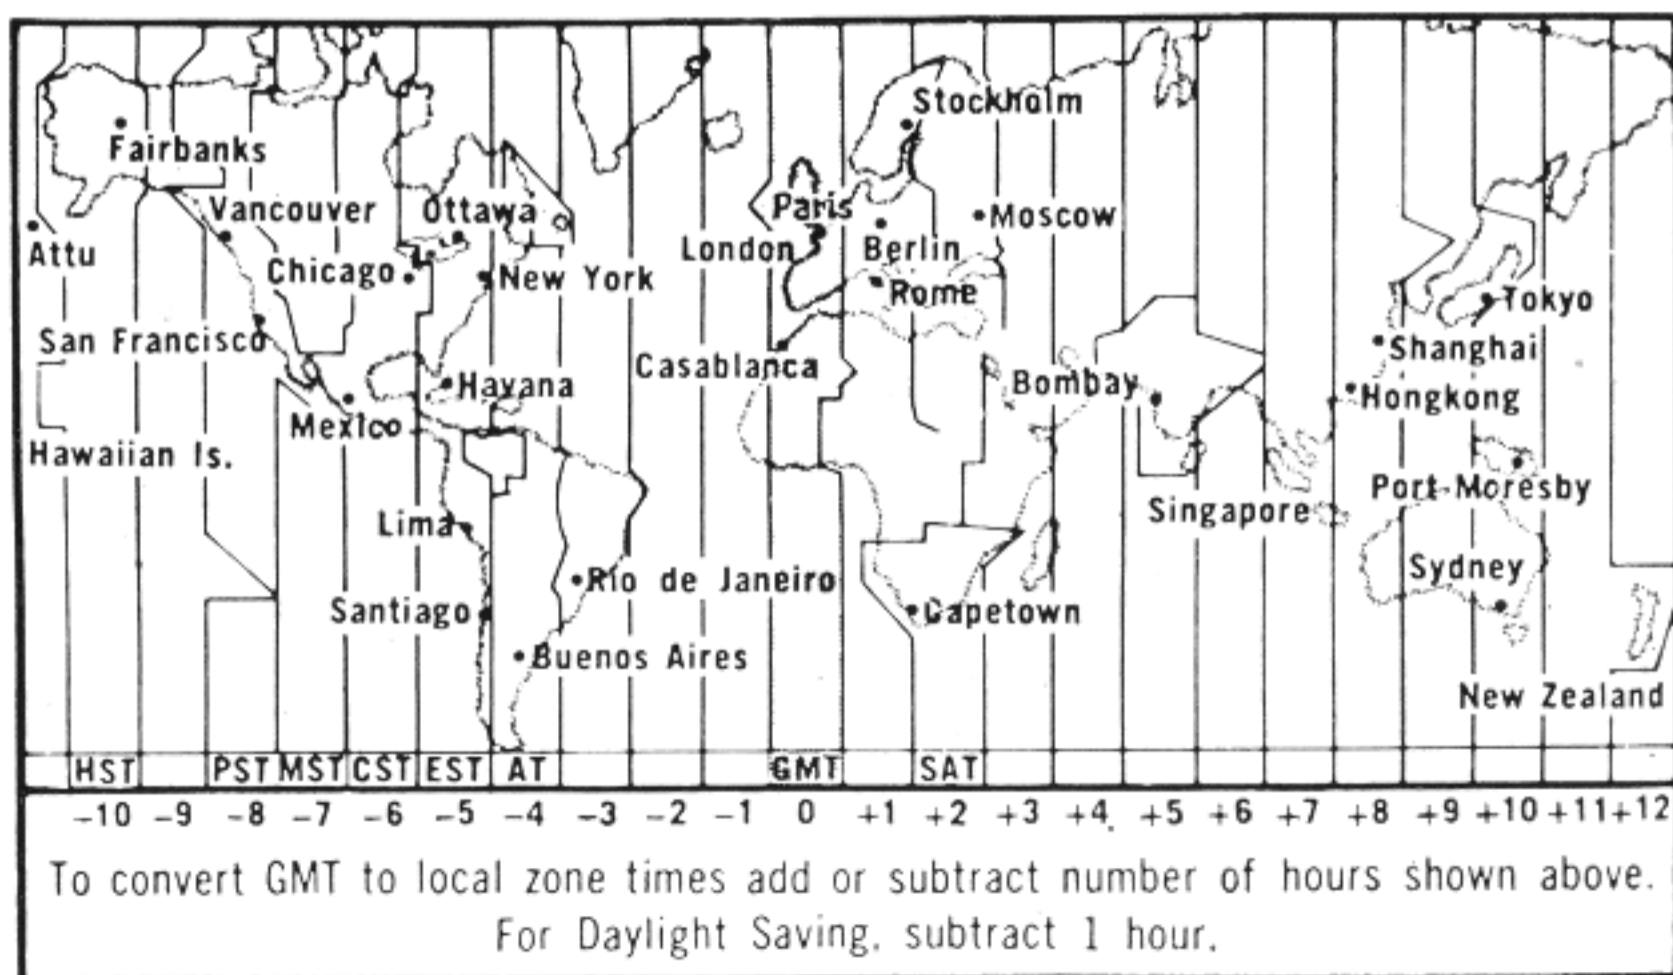 Stockholm
Fairbanks
Vancouver
Ottawa
Paris
Moscow
Attu
London
Berlin
Chicago
New York
Rome
Tokyo
San Francisco
Shanghai
Casablanca
Havana
Bombay
Hongkong
Mexico
Hawaiian Is.
Port Moresby
Singapore
Lima
Sydney
Rio de Janeiro
Santiago
Capetown
Buenos Aires
New Zealand
HST PST MST CST EST AT GMT SAT
-10 -9 -8 -7 -6 -5 -4 -3 -2 -1 0 +1 +2 +3 +4 +5 +6 +7 +8 +9 +10 +11 +12
To convert GMT to local zone times add or subtract number of hours shown above.
For Daylight Saving, subtract 1 hour.